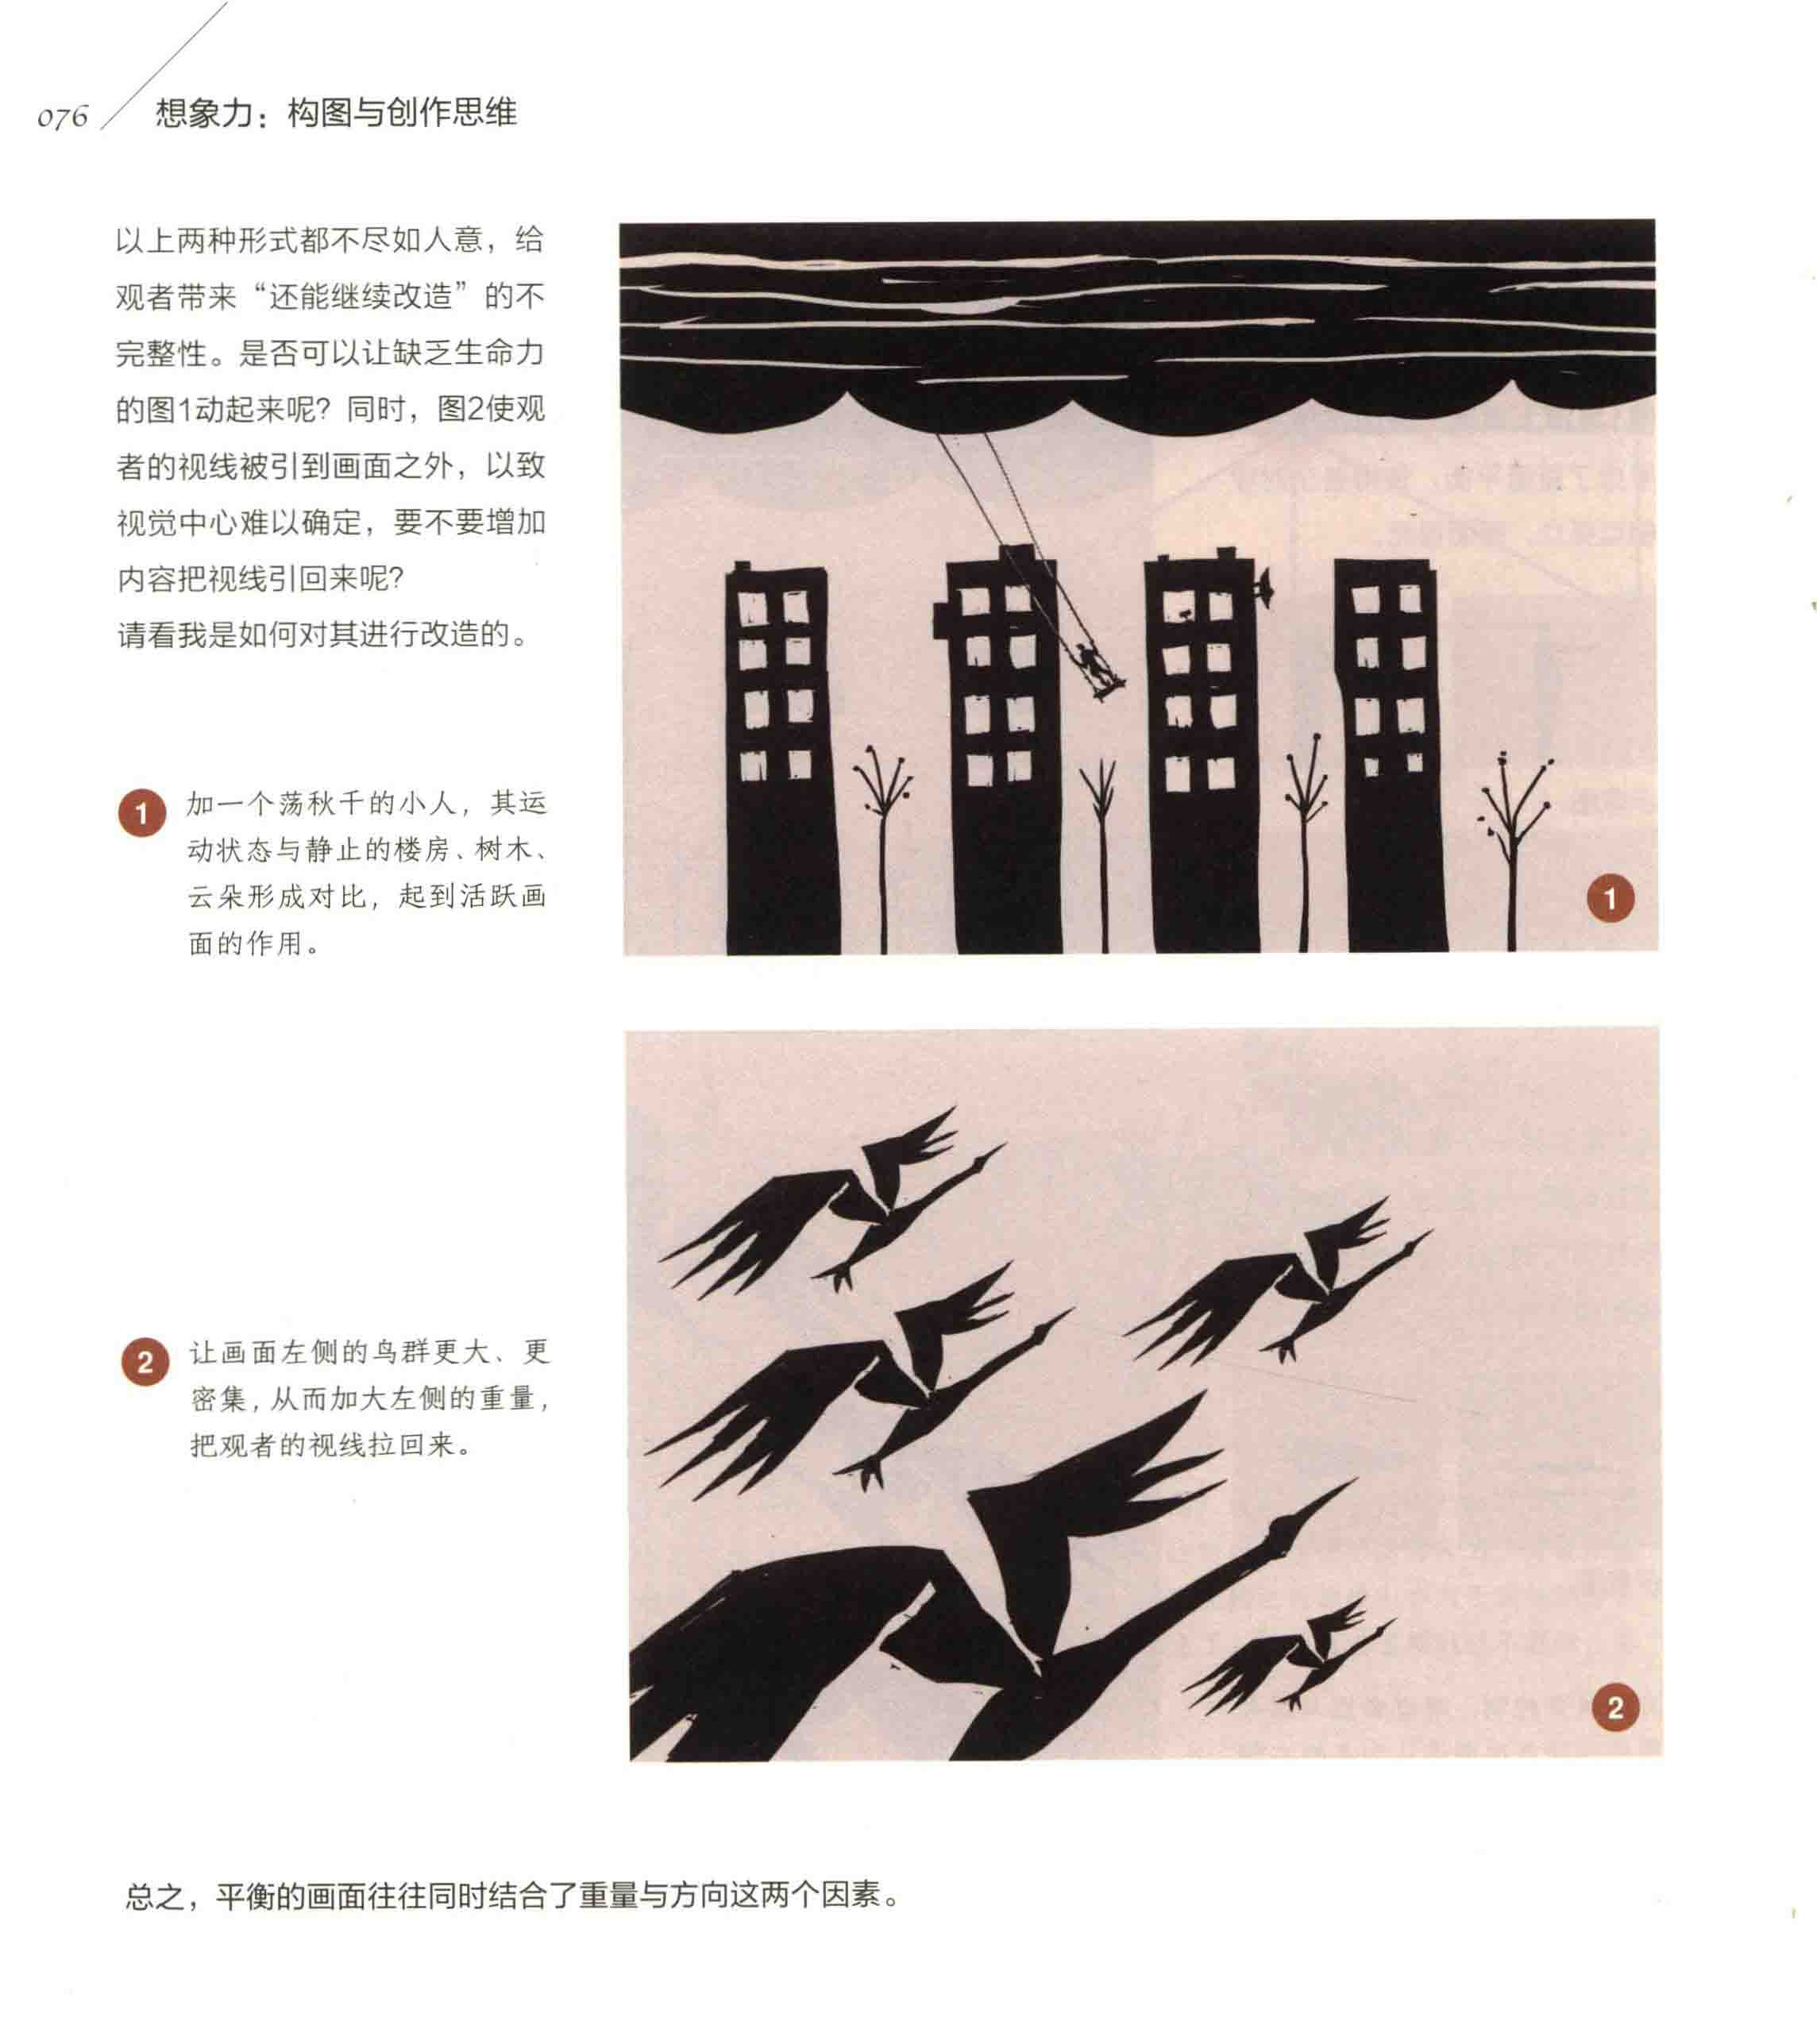 076
想象力：构图与创作思维
以上两种形式都不尽如人意，给
观者带来“还能继续改造”的不
完整性。是否可以让缺乏生命力
的图1动起来呢？同时，图2使观
者的视线被引到画面之外，以致
视觉中心难以确定，要不要增加
内容把视线引回来呢？
请看我是如何对其进行改造的。
1
加一个荡秋千的小人，其运
动状态与静止的楼房、树木、
云朵形成对比，起到活跃画
面的作用。
1
2
让画面左侧的鸟群更大、更
密集，从而加大左侧的重量，
把观者的视线拉回来。
2
总之，平衡的画面往往同时结合了重量与方向这两个因素。